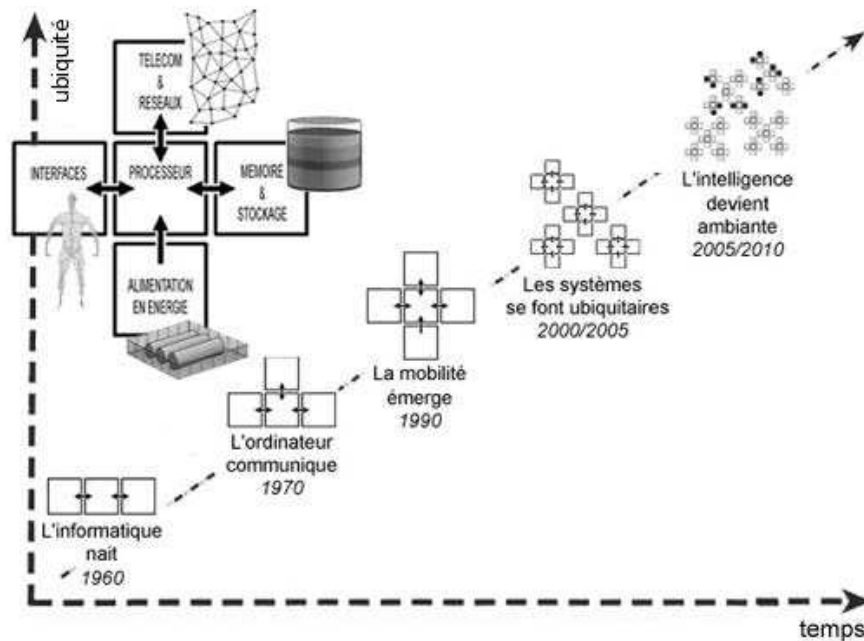 ubiquité
TELECOM
&
RESEAUX
INTERFACES
PROCESSEUR
MEMOIRE
&
STOCKAGE
ALIMENTATION
EN ENERGIE
L'informatique
nait
1960
L'ordinateur
communique
1970
La mobilité
émerge
1990
Les systèmes
se font ubiquitaires
2000/2005
L'intelligence
devient
ambiante
2005/2010
temps